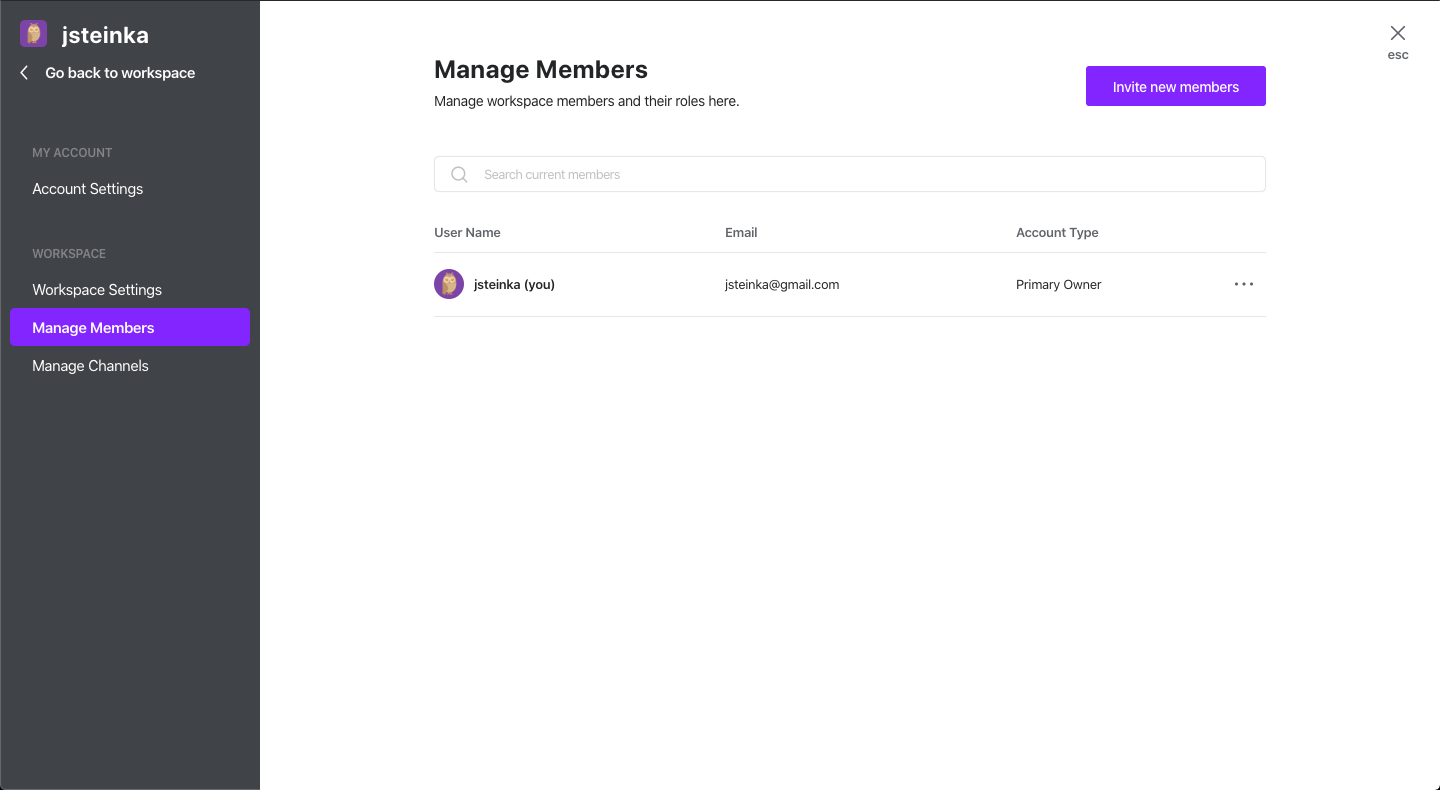 jsteinka
Go back to workspace
MY ACCOUNT
Account Settings
WORKSPACE
Workspace Settings
Manage Members
Manage Channels
Manage Members
Manage workspace members and their roles here.
Invite new members
esc
Search current members
User Name Email Account Type
jsteinka (you) jsteinka@gmail.com Primary Owner